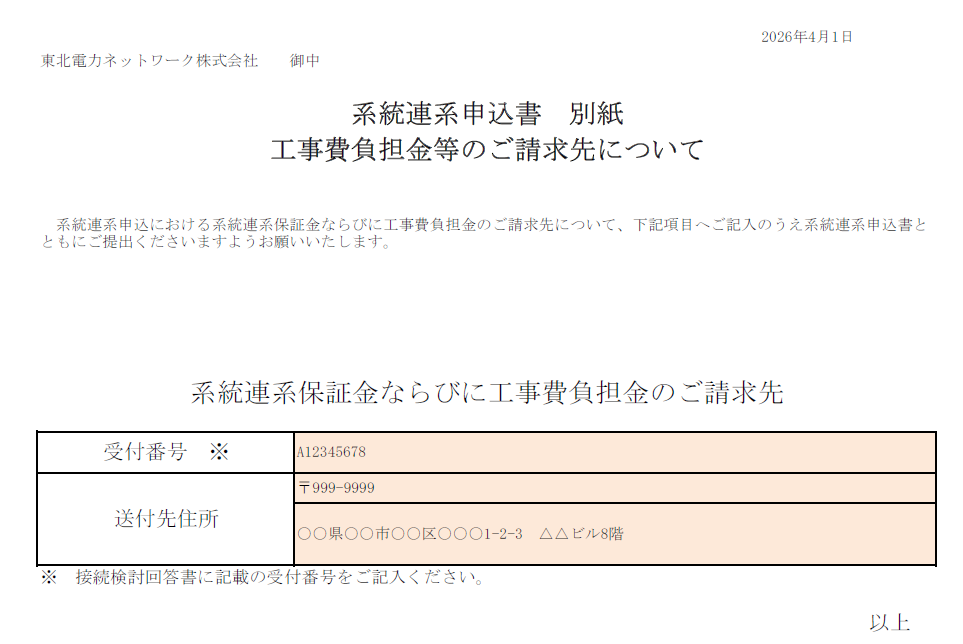 2026年4月1日
東北電力ネットワーク株式会社　　御中
系統連系申込書　別紙
工事費負担金等のご請求先について
系統連系申込における系統連系保証金ならびに工事費負担金のご請求先について、下記項目へご記入のうえ系統連系申込書と
ともにご提出くださいますようお願いいたします。
系統連系保証金ならびに工事費負担金のご請求先
受付番号　※
A12345678
送付先住所
〒999-9999
○○県○○市○○区○○○1-2-3　△△ビル8階
※　接続検討回答書に記載の受付番号をご記入ください。
以上